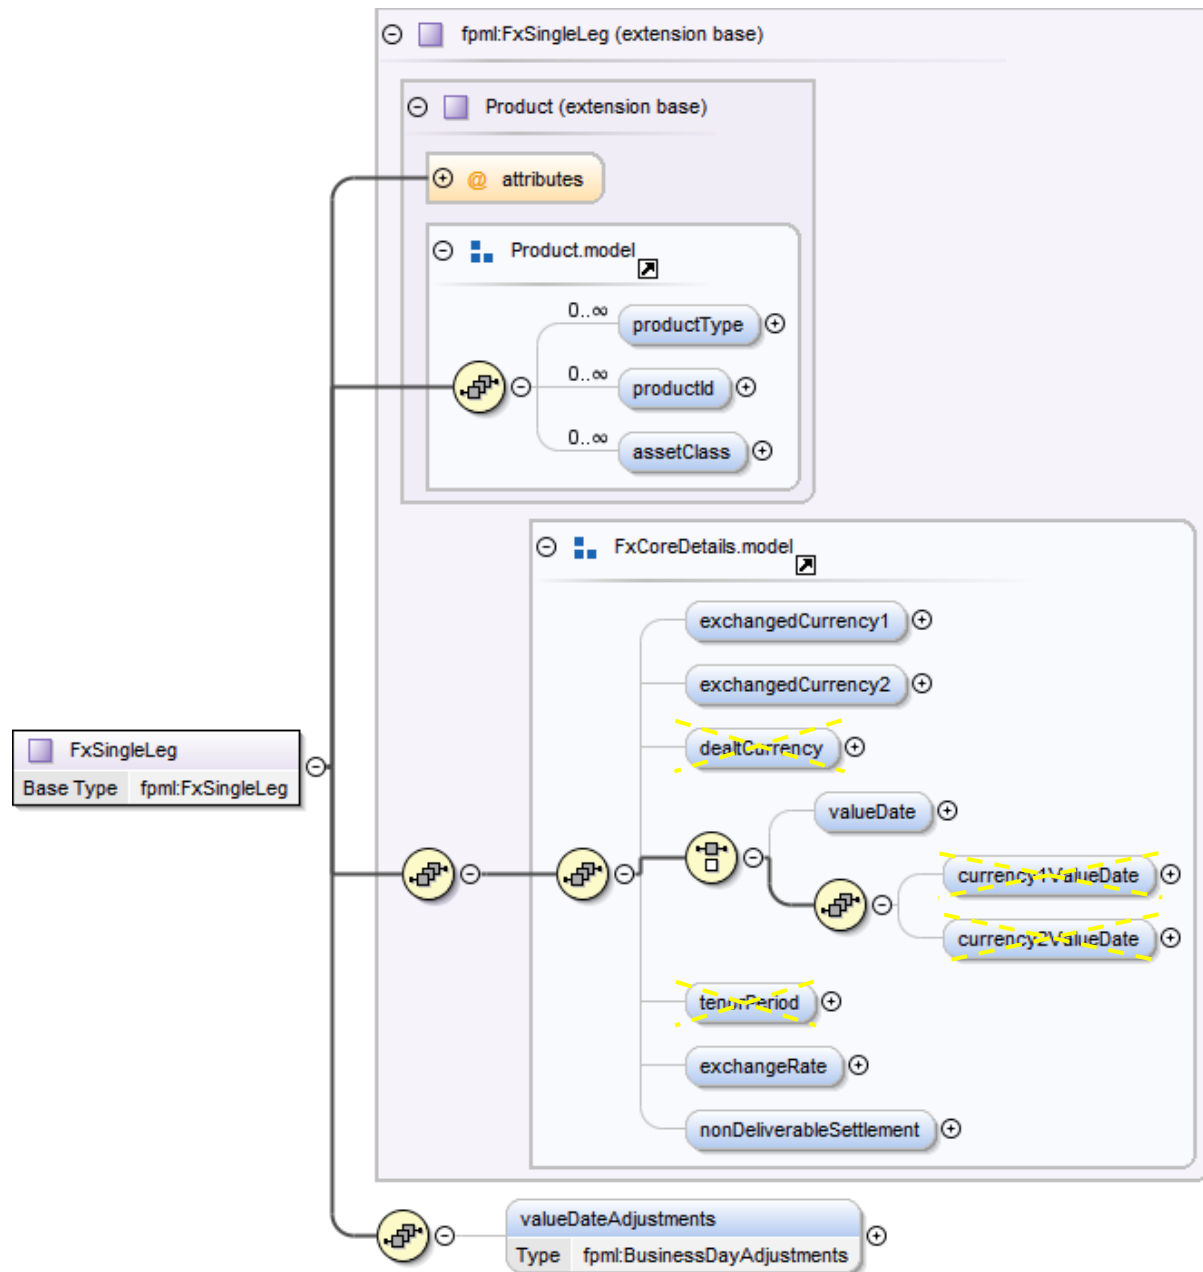 fpml:FxSingleLeg (extension base)
Product (extension base)
@ attributes
Product.model
0..∞
productType
0..∞
productId
0..∞
assetClass
FxCoreDetails.model
exchangedCurrency1
exchangedCurrency2
dealtCurrency
FxSingleLeg
Base Type fpml:FxSingleLeg
valueDate
currency1ValueDate
currency2ValueDate
tenorPeriod
exchangeRate
nonDeliverableSettlement
valueDateAdjustments
Type fpml:BusinessDayAdjustments